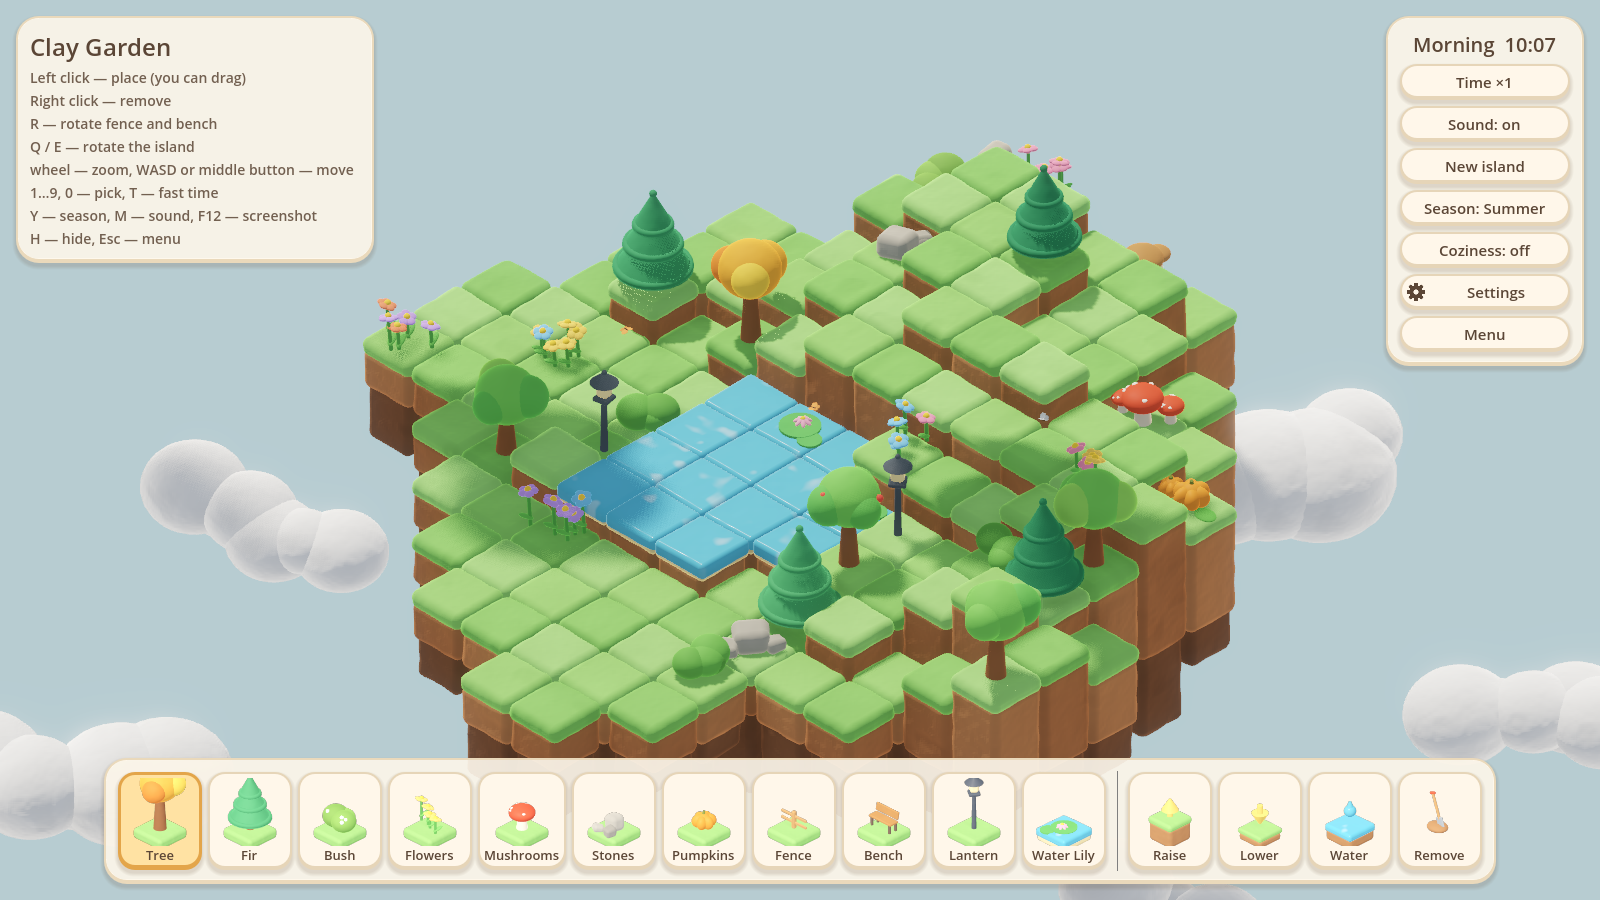 Clay Garden
Left click — place (you can drag)
Right click — remove
R — rotate fence and bench
Q / E — rotate the island
wheel — zoom, WASD or middle button — move
1...9, 0 — pick, T — fast time
Y — season, M — sound, F12 — screenshot
H — hide, Esc — menu
Morning 10:07
Time ×1
Sound: on
New island
Season: Summer
Coziness: off
Settings
Menu
Tree
Fir
Bush
Flowers
Mushrooms
Stones
Pumpkins
Fence
Bench
Lantern
Water Lily
Raise
Lower
Water
Remove